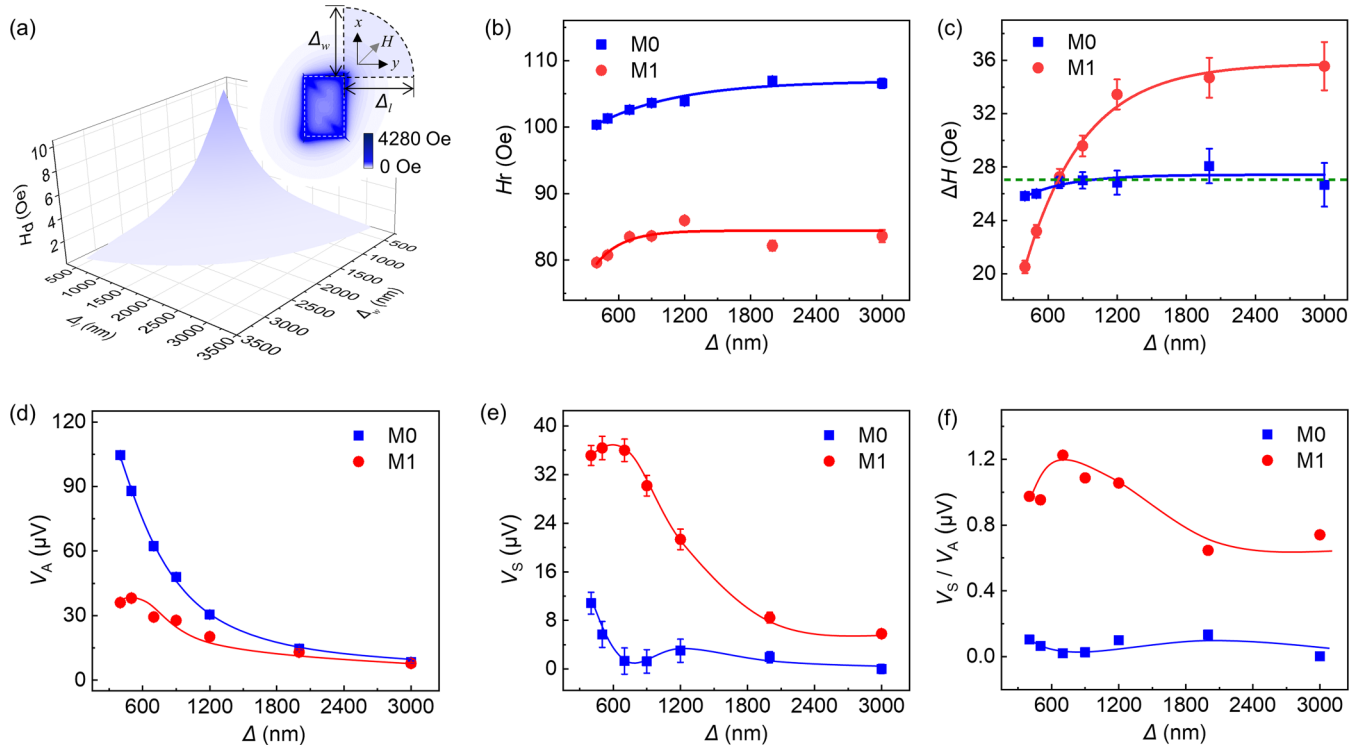 (a)
Δw
x
H
y
Δl
4280 Oe
0 Oe
Hd (Oe)
10
8
6
4
2
500
1000
1500
2000
2500
3000
3500
Δl (nm)
500
1000
1500
2000
2500
3000
3500
Δw (nm)
(b)
M0
M1
Hr (Oe)
110
100
90
80
600 1200 1800 2400 3000
Δ (nm)
(c)
M0
M1
ΔH (Oe)
36
32
28
24
20
600 1200 1800 2400 3000
Δ (nm)
(d)
M0
M1
VA (μV)
120
90
60
30
0
600 1200 1800 2400 3000
Δ (nm)
(e)
M0
M1
VS (μV)
40
32
24
16
8
0
600 1200 1800 2400 3000
Δ (nm)
(f)
M0
M1
VS / VA (μV)
1.2
0.8
0.4
0.0
600 1200 1800 2400 3000
Δ (nm)